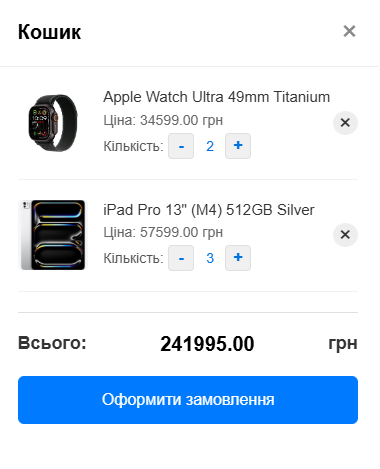 Кошик ×
Apple Watch Ultra 49mm Titanium
Ціна: 34599.00 грн ×
Кількість: - 2 +
iPad Pro 13" (M4) 512GB Silver
Ціна: 57599.00 грн ×
Кількість: - 3 +
Всього: 241995.00 грн
Оформити замовлення